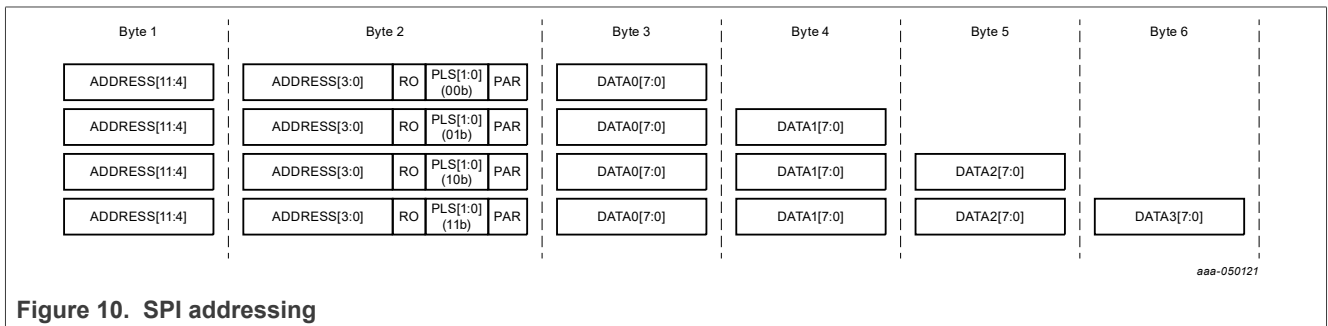 Byte 1 Byte 2 Byte 3 Byte 4 Byte 5 Byte 6
ADDRESS[11:4] ADDRESS[3:0] RO PLS[1:0] (00b) PAR DATA0[7:0]
ADDRESS[11:4] ADDRESS[3:0] RO PLS[1:0] (01b) PAR DATA0[7:0] DATA1[7:0]
ADDRESS[11:4] ADDRESS[3:0] RO PLS[1:0] (10b) PAR DATA0[7:0] DATA1[7:0] DATA2[7:0]
ADDRESS[11:4] ADDRESS[3:0] RO PLS[1:0] (11b) PAR DATA0[7:0] DATA1[7:0] DATA2[7:0] DATA3[7:0]
aaa-050121
Figure 10. SPI addressing